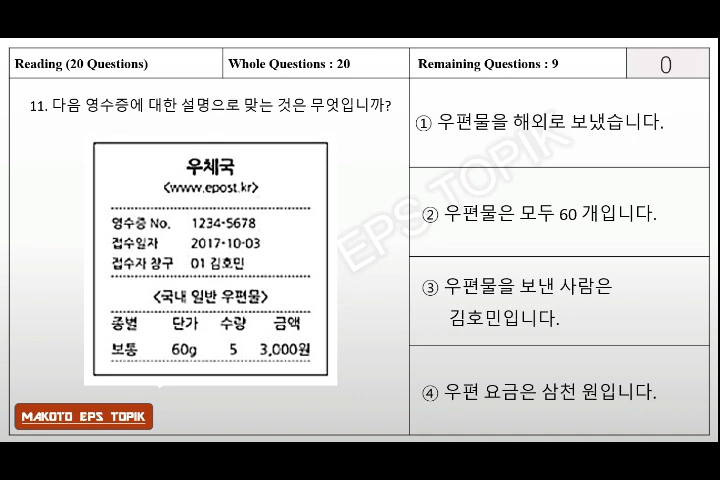 Reading (20 Questions) Whole Questions : 20 Remaining Questions : 9 0
11. 다음 영수증에 대한 설명으로 맞는 것은 무엇입니까?
우체국
<www.epost.kr>
영수증 No. 1234-5678
접수일자 2017-10-03
접수자 창구 01 김호민
<국내 일반 우편물>
종별 단가 수량 금액
보통 60g 5 3,000원
MAKOTO EPS TOPIK
① 우편물을 해외로 보냈습니다.
② 우편물은 모두 60 개입니다.
③ 우편물을 보낸 사람은
김호민입니다.
④ 우편 요금은 삼천 원입니다.
EPS TOPIK